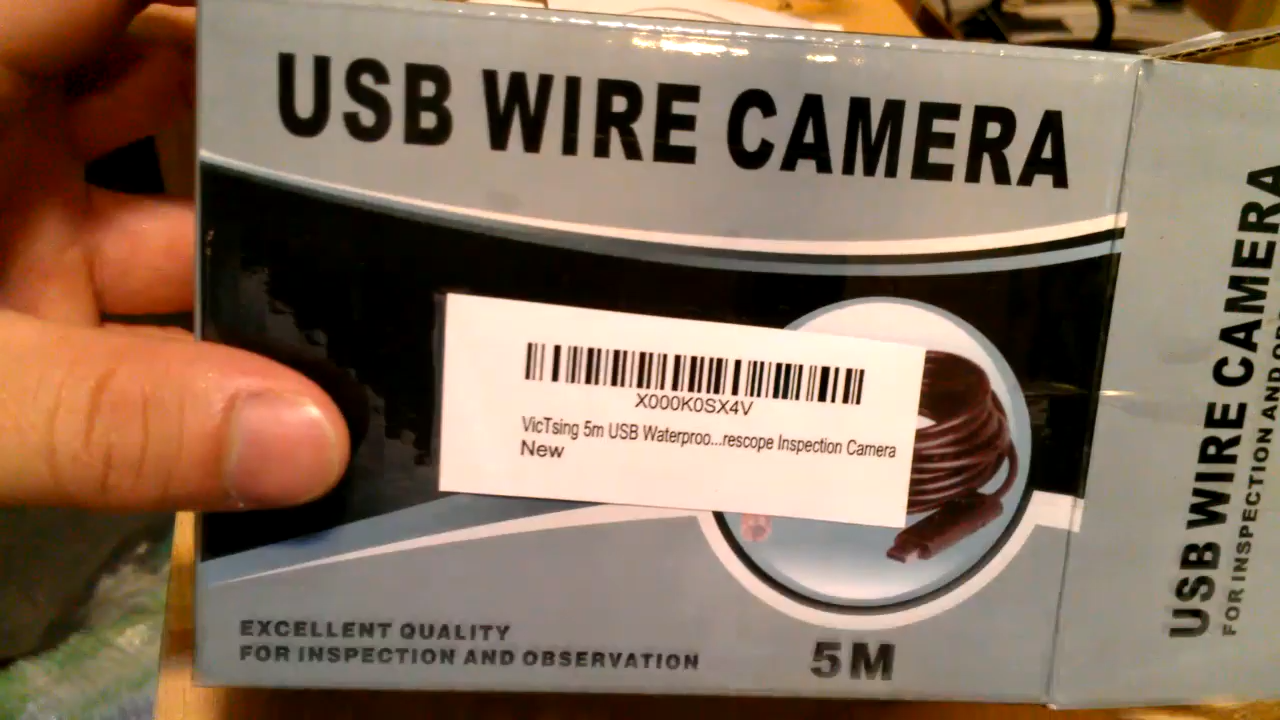 USB WIRE CAMERA
X000K0SX4V
VicTsing 5m USB Waterproo...rescope Inspection Camera
New
EXCELLENT QUALITY
FOR INSPECTION AND OBSERVATION
5M
USB WIRE CAMERA
FOR INSPECTION AND